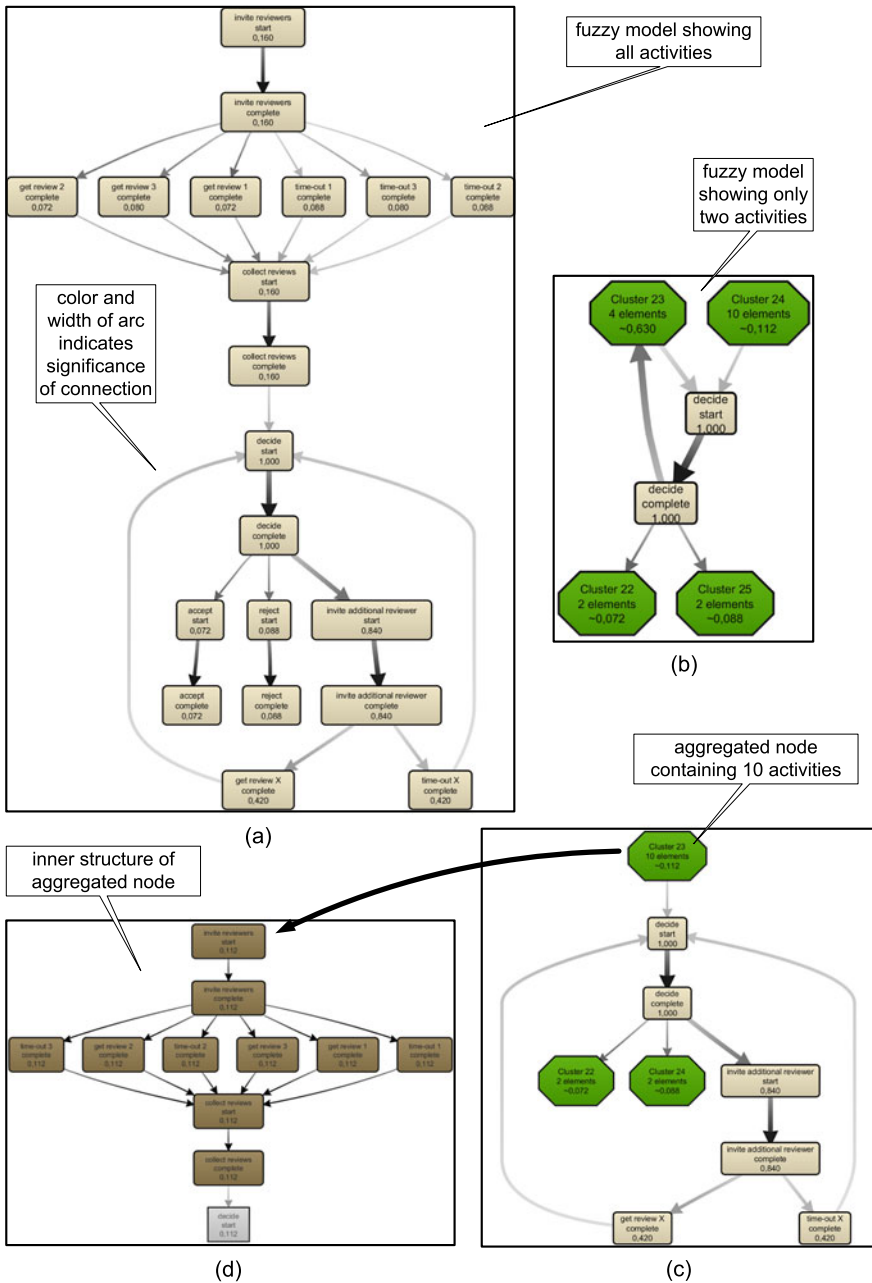 invite reviewers
start
0,160
fuzzy model showing
all activities
invite reviewers
complete
0,160
get review 2
complete
0,072
get review 3
complete
0,080
get review 1
complete
0,072
time-out 1
complete
0,088
time-out 3
complete
0,080
time-out 2
complete
0,088
collect reviews
start
0,160
color and
width of arc
indicates
significance
of connection
collect reviews
complete
0,160
decide
start
1,000
decide
complete
1,000
accept
start
0,072
reject
start
0,088
invite additional reviewer
start
0,840
accept
complete
0,072
reject
complete
0,088
invite additional reviewer
complete
0,840
get review X
complete
0,420
time-out X
complete
0,420
(a)
fuzzy model
showing only
two activities
Cluster 23
4 elements
~0,630
Cluster 24
10 elements
~0,112
decide
start
1,000
decide
complete
1,000
Cluster 22
2 elements
~0,072
Cluster 25
2 elements
~0,088
(b)
aggregated node
containing 10 activities
Cluster 23
10 elements
~0,112
decide
start
1,000
decide
complete
1,000
Cluster 22
2 elements
~0,072
Cluster 24
2 elements
invite additional reviewer
start
0,840
invite additional reviewer
complete
0,840
get review X
complete
0,420
time-out X
complete
0,420
(c)
inner structure of
aggregated node
invite reviewers
start
0,112
invite reviewers
complete
0,112
time-out 3
complete
0,112
get review 2
complete
0,112
time-out 2
complete
0,112
get review 3
complete
0,112
get review 1
complete
0,112
time-out 1
complete
0,112
collect reviews
start
0,112
collect reviews
complete
0,112
decide
start
0,112
(d)